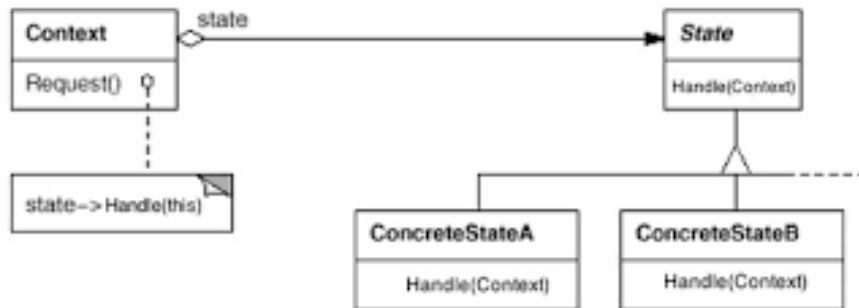 Context
state
State
Request()
Handle(Context)
state->Handle(this)
ConcreteStateA
ConcreteStateB
Handle(Context)
Handle(Context)